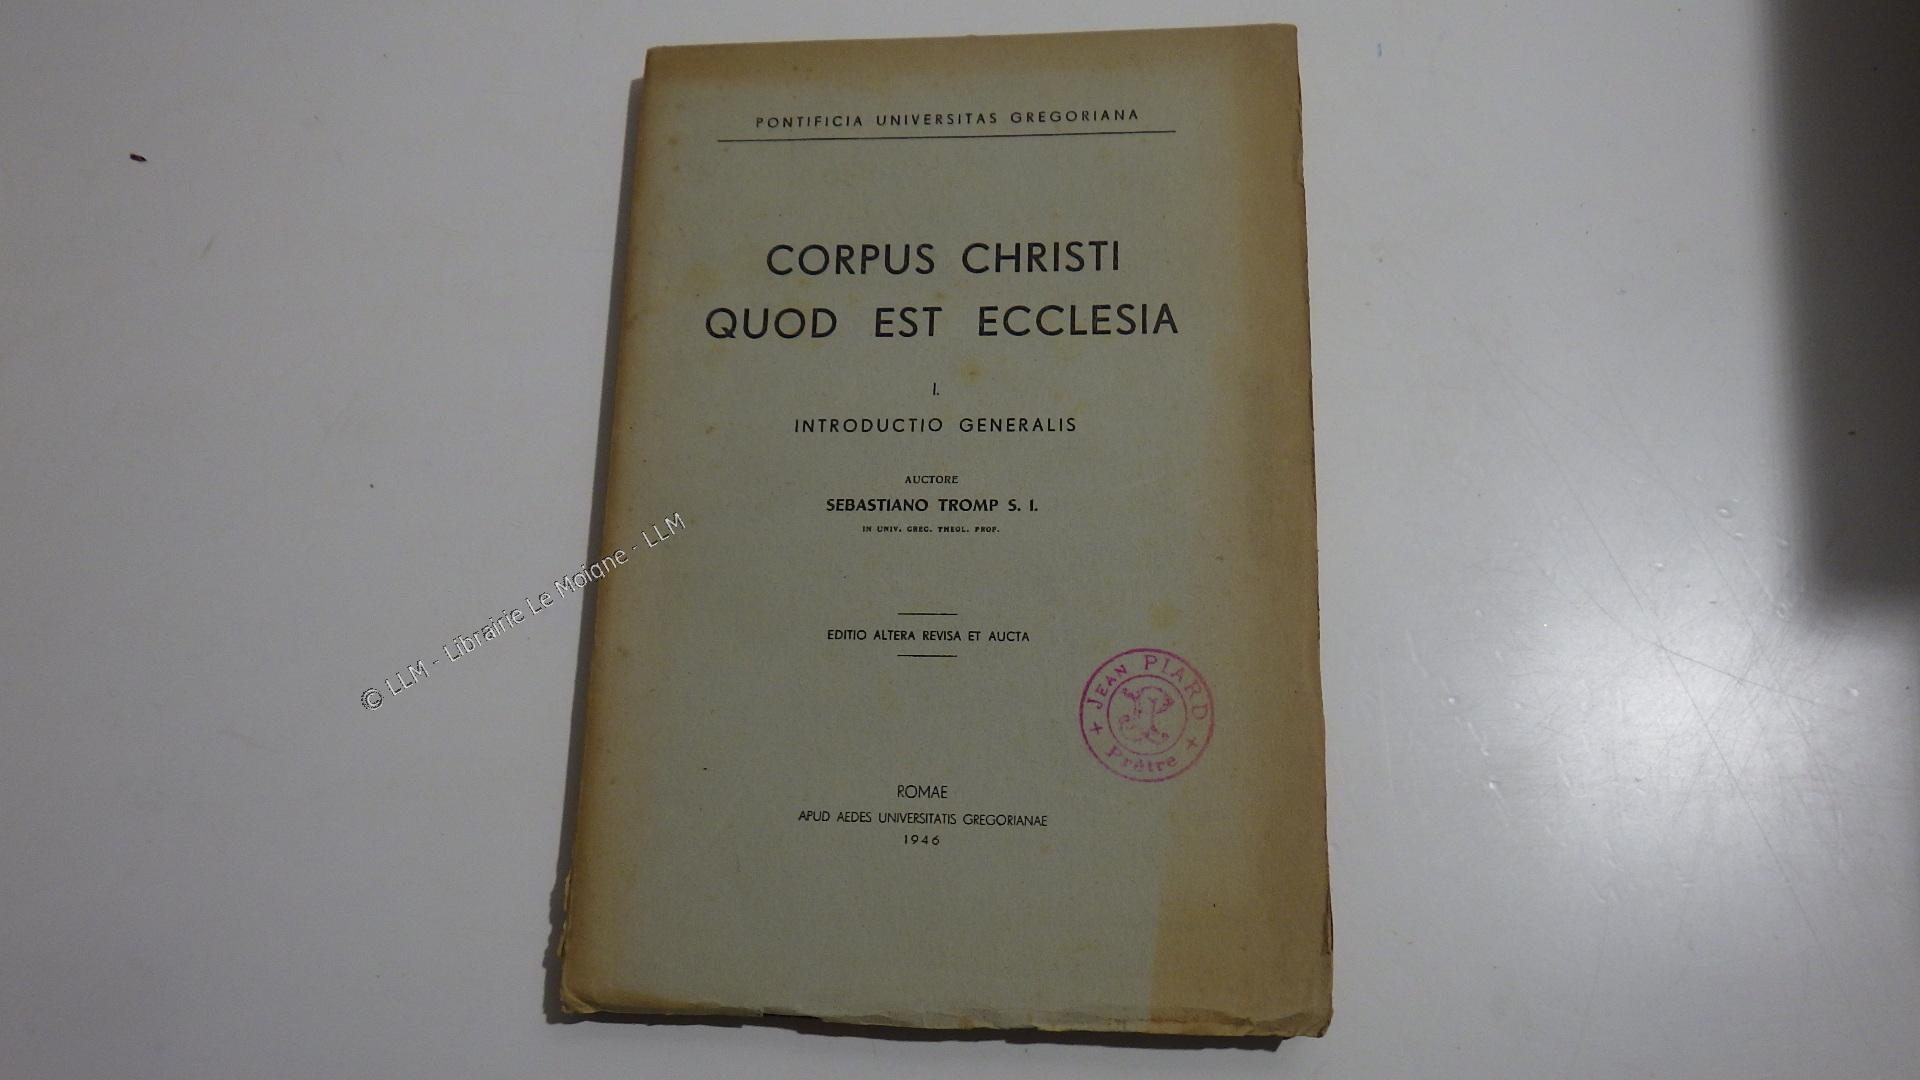 PONTIFICIA UNIVERSITAS GREGORIANA
CORPUS CHRISTI
QUOD EST ECCLESIA
I.
INTRODUCTIO GENERALIS
AUCTORE
SEBASTIANO TROMP S. I.
IN UNIV. GREG. THEOL. PROF.
© LLM - Librairie Le Moigne - LLM
EDITIO ALTERA REVISA ET AUCTA
JEAN PIARD
Prêtre
ROMAE
APUD AEDES UNIVERSITATIS GREGORIANAE
1946